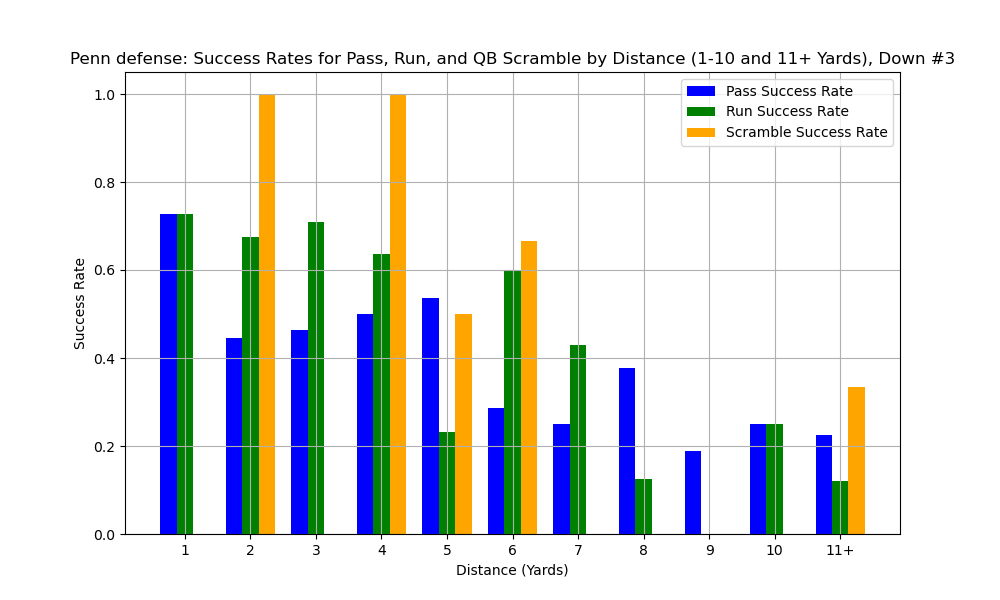 Penn defense: Success Rates for Pass, Run, and QB Scramble by Distance (1-10 and 11+ Yards), Down #3
Pass Success Rate
Run Success Rate
Scramble Success Rate
Success Rate
1.0
0.8
0.6
0.4
0.2
0.0
1 2 3 4 5 6 7 8 9 10 11+
Distance (Yards)